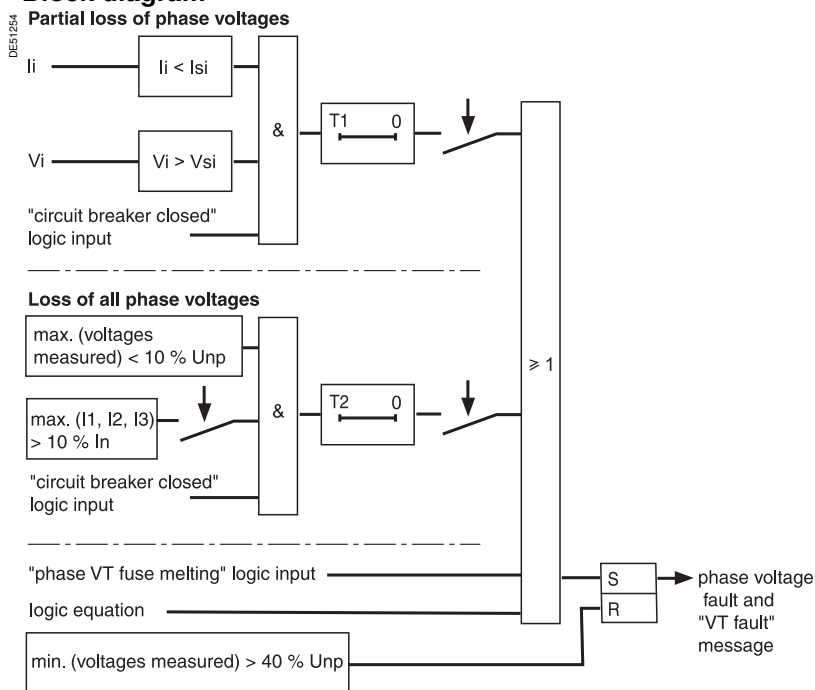 Block diagram
DE51254
Partial loss of phase voltages
Ii
Ii < Isi
&
T1 0
Vi
Vi > Vsi
"circuit breaker closed"
logic input
Loss of all phase voltages
max. (voltages
measured) < 10 % Unp
≥ 1
max. (I1, I2, I3)
> 10 % In
&
T2 0
"circuit breaker closed"
logic input
"phase VT fuse melting" logic input
S
phase voltage
fault and
"VT fault"
message
logic equation
R
min. (voltages measured) > 40 % Unp